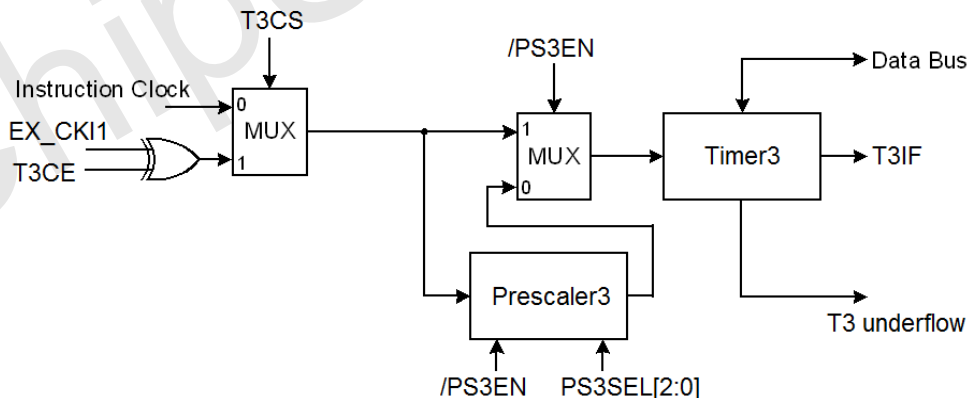 T3CS
/PS3EN
Instruction Clock
0
MUX
1
EX_CKI1
T3CE
1
MUX
0
Timer3
Data Bus
T3IF
Prescaler3
T3 underflow
/PS3EN
PS3SEL[2:0]